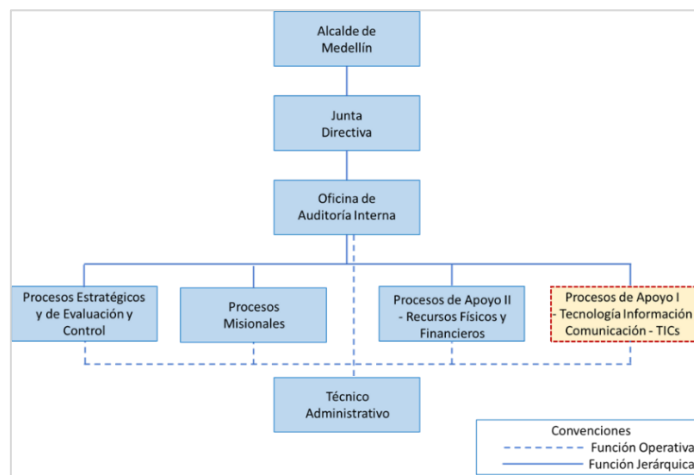 Alcalde de
Medellín
Junta
Directiva
Oficina de
Auditoría Interna
Procesos Estratégicos
y de Evaluación y
Control
Procesos
Misionales
Procesos de Apoyo II
- Recursos Físicos y
Financieros
Procesos de Apoyo I
- Tecnología Información
Comunicación - TICs
Técnico
Administrativo
Convenciones
Función Operativa
Función Jerárquica